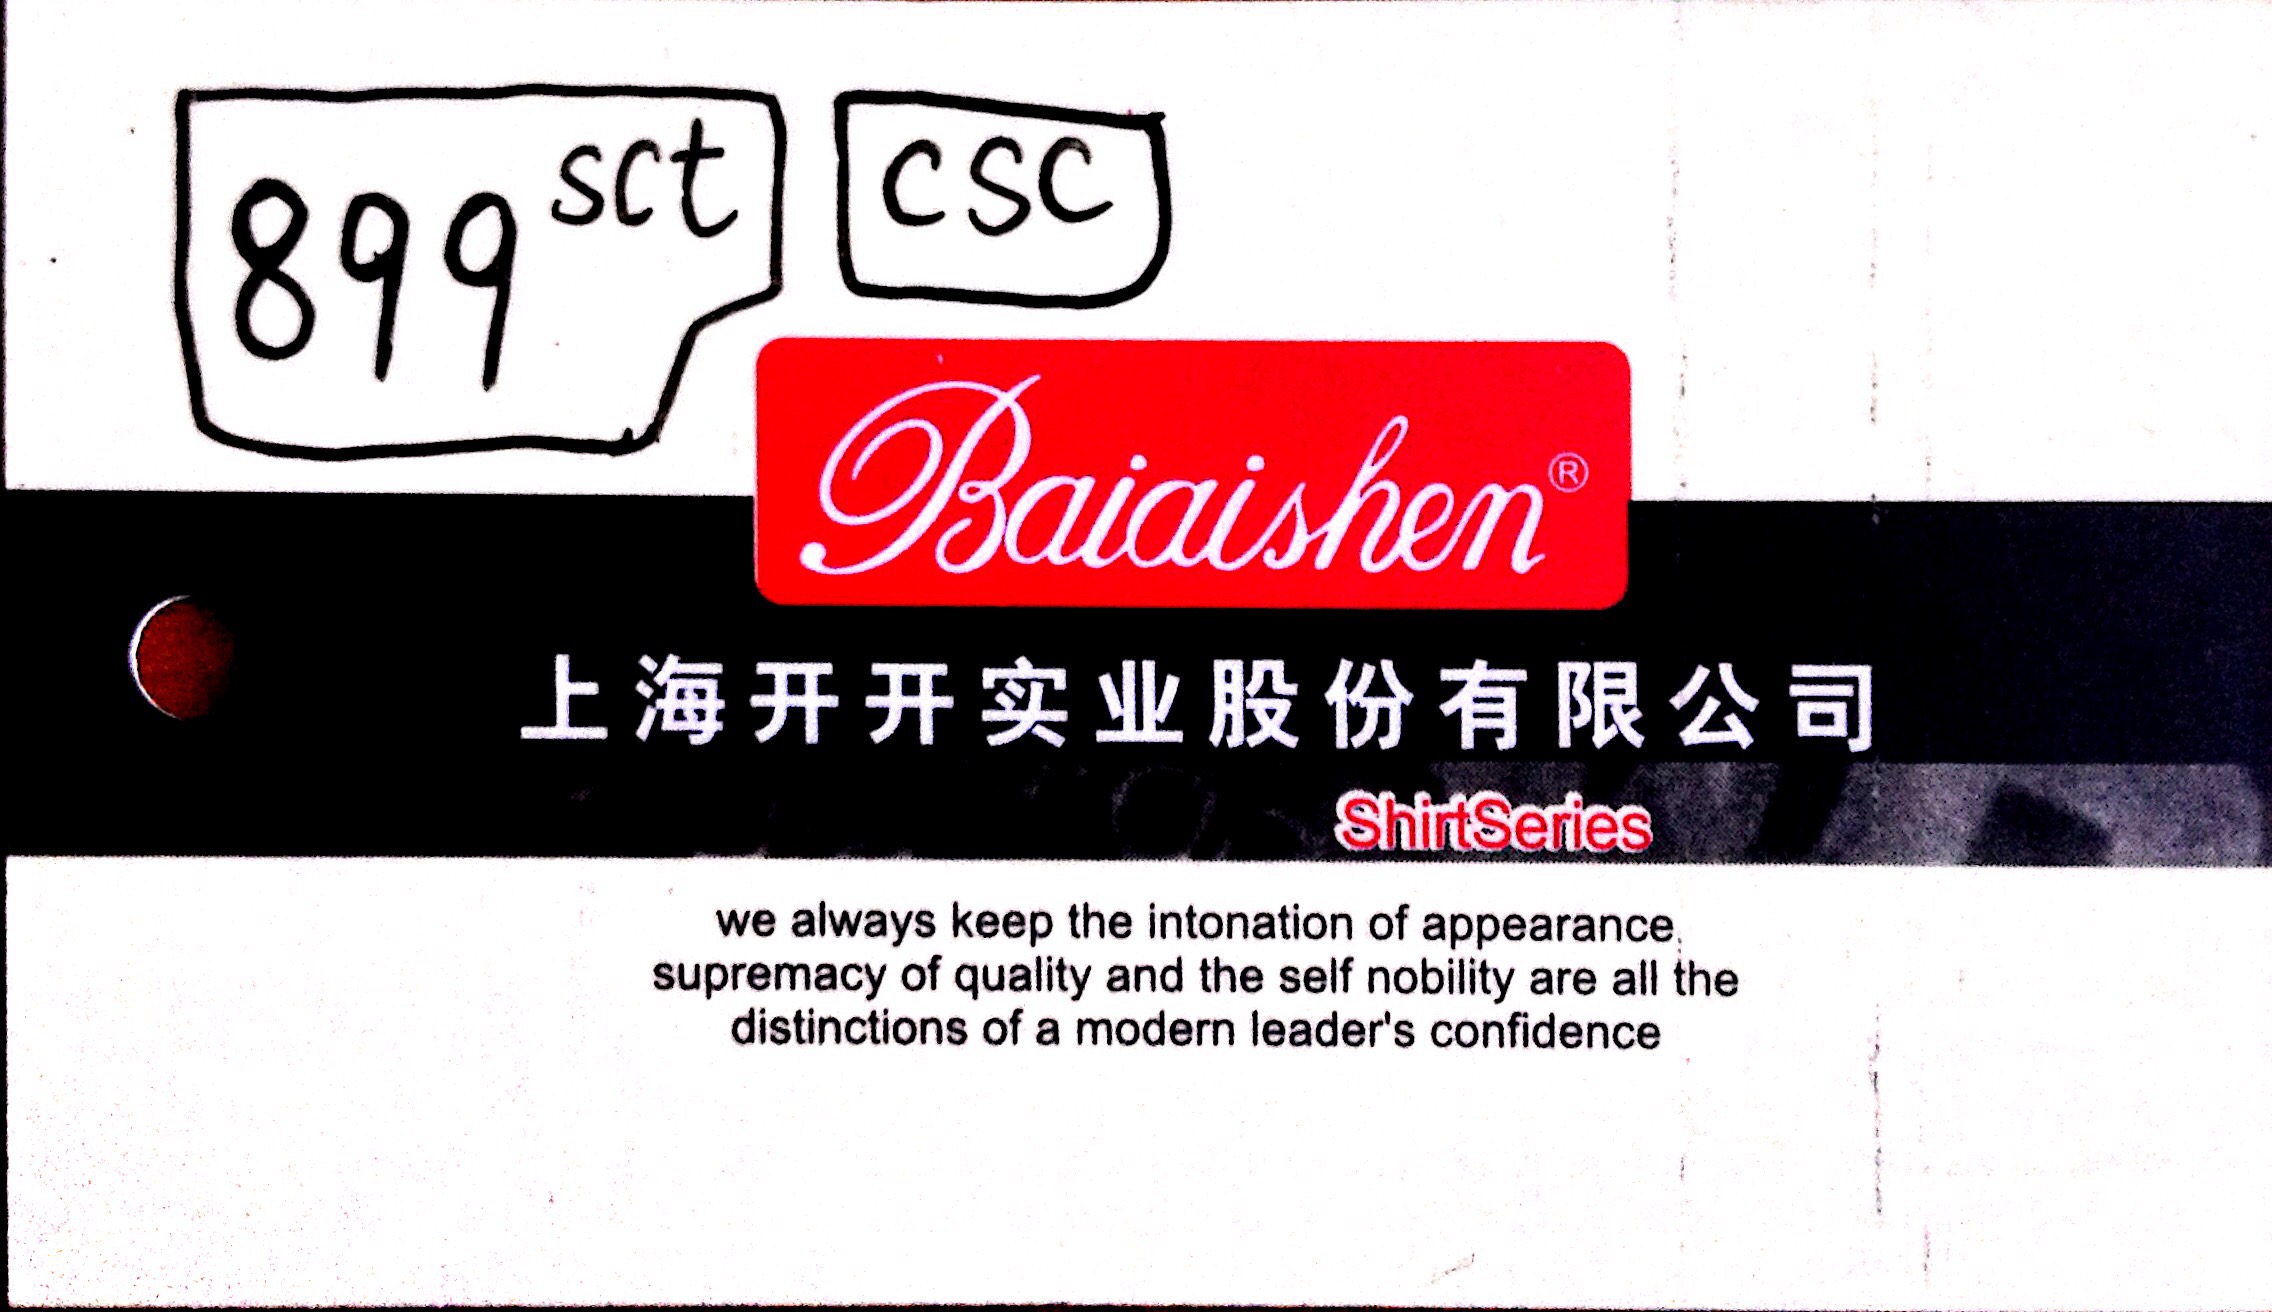 899 sct csc
Baiaishen®
上海开开实业股份有限公司
ShirtSeries
we always keep the intonation of appearance,
supremacy of quality and the self nobility are all the
distinctions of a modern leader's confidence